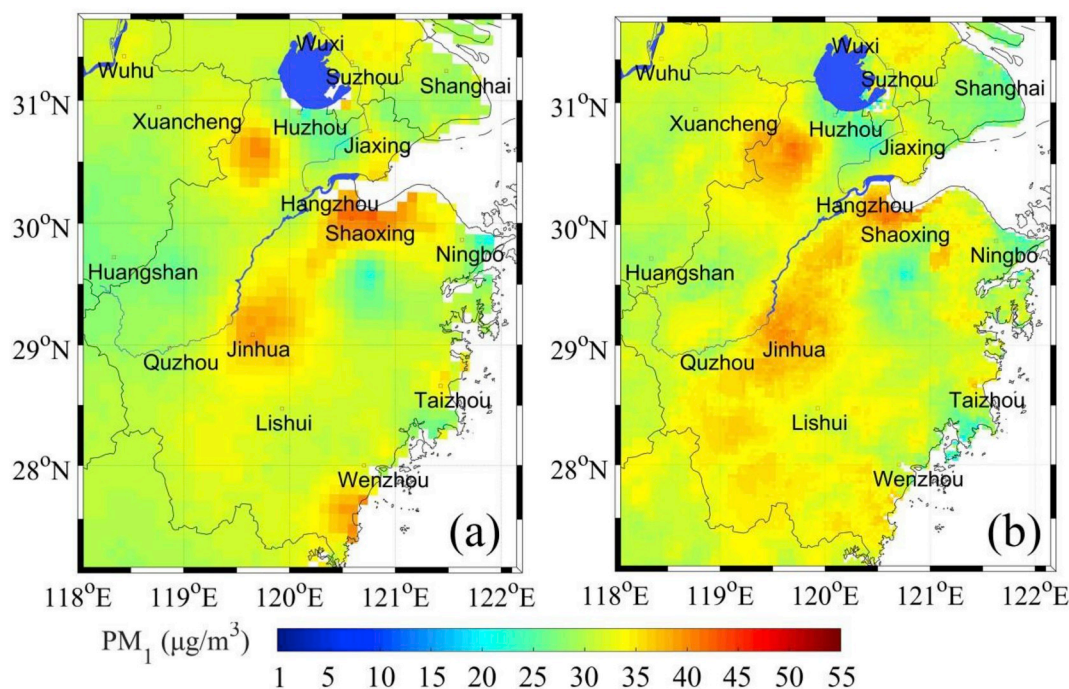 Wuxi
Wuhu
Suzhou
Shanghai
31°N
Xuancheng
Huzhou
Jiaxing
Hangzhou
30°N
Shaoxing
Ningbo
Huangshan
29°N
Jinhua
Quzhou
Taizhou
Lishui
28°N
Wenzhou
(a)
118°E 119°E 120°E 121°E 122°E
Wuxi
Wuhu
Suzhou
Shanghai
31°N
Xuancheng
Huzhou
Jiaxing
Hangzhou
30°N
Shaoxing
Ningbo
Huangshan
29°N
Jinhua
Quzhou
Taizhou
Lishui
28°N
Wenzhou
(b)
118°E 119°E 120°E 121°E 122°E
PM₁ (μg/m³)
1 5 10 15 20 25 30 35 40 45 50 55